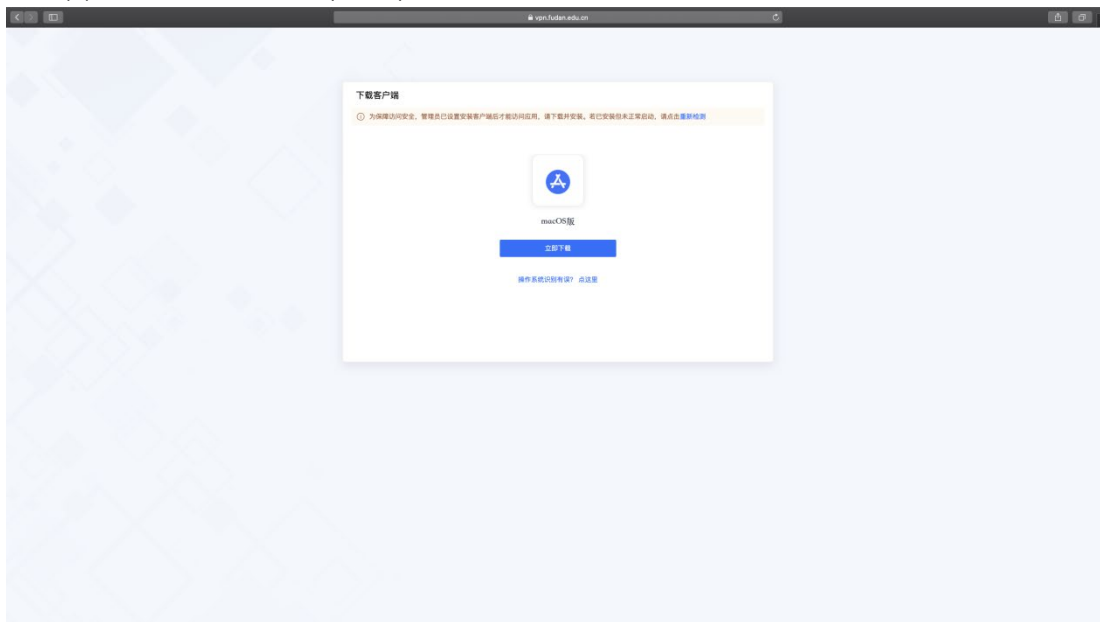 vpn.fudan.edu.cn
下载客户端
为保障访问安全，管理员已设置安装客户端后才能访问应用，请下载并安装。若已安装但未正常启动，请点击重新检测
macOS版
立即下载
操作系统识别有误？ 点这里